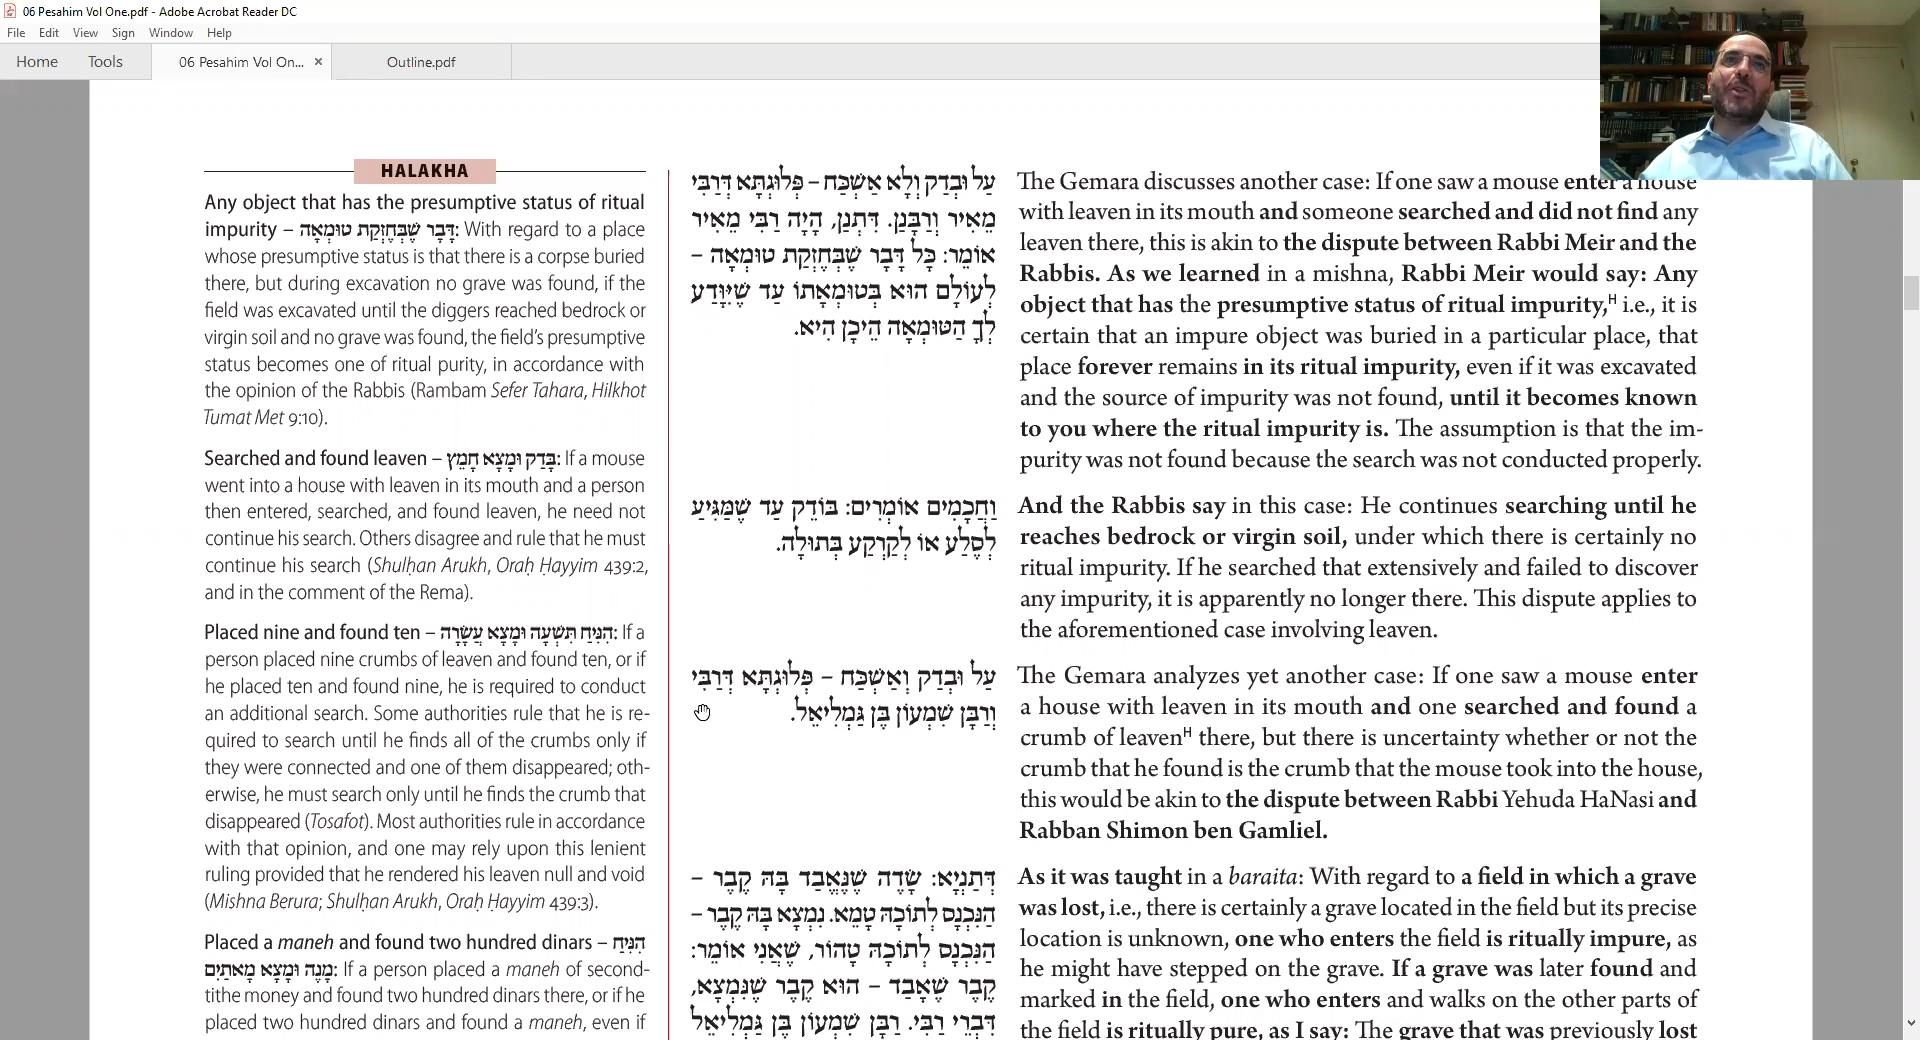 06 Pesahim Vol One.pdf - Adobe Acrobat Reader DC
File Edit View Sign Window Help
Home Tools 06 Pesahim Vol On... × Outline.pdf
HALAKHA
Any object that has the presumptive status of ritual
impurity – דָּבָר שֶׁבְּחֶזְקַת טוּמְאָה: With regard to a place
whose presumptive status is that there is a corpse buried
there, but during excavation no grave was found, if the
field was excavated until the diggers reached bedrock or
virgin soil and no grave was found, the field's presumptive
status becomes one of ritual purity, in accordance with
the opinion of the Rabbis (Rambam Sefer Tahara, Hilkhot
Tumat Met 9:10).
Searched and found leaven – בָּדַק וּמָצָא חָמֵץ: If a mouse
went into a house with leaven in its mouth and a person
then entered, searched, and found leaven, he need not
continue his search. Others disagree and rule that he must
continue his search (Shulḥan Arukh, Oraḥ Ḥayyim 439:2,
and in the comment of the Rema).
Placed nine and found ten – הִנִּיחַ תִּשְׁעָה וּמָצָא עֲשָׂרָה: If a
person placed nine crumbs of leaven and found ten, or if
he placed ten and found nine, he is required to conduct
an additional search. Some authorities rule that he is re-
quired to search until he finds all of the crumbs only if
they were connected and one of them disappeared; oth-
erwise, he must search only until he finds the crumb that
disappeared (Tosafot). Most authorities rule in accordance
with that opinion, and one may rely upon this lenient
ruling provided that he rendered his leaven null and void
(Mishna Berura; Shulḥan Arukh, Oraḥ Ḥayyim 439:3).
Placed a maneh and found two hundred dinars – הִנִּיחַ
מָנֶה וּמָצָא מָאתַיִם: If a person placed a maneh of second-
tithe money and found two hundred dinars there, or if he
placed two hundred dinars and found a maneh, even if
עַל וּבְדַק וְלָא אַשְׁכַּח – פְּלוּגְתָּא דְּרַבִּי
מֵאִיר וְרַבָּנַן. דִּתְנַן, הָיָה רַבִּי מֵאִיר
אוֹמֵר: כׇּל דָּבָר שֶׁבְּחֶזְקַת טוּמְאָה –
לְעוֹלָם הוּא בְּטוּמְאָתוֹ עַד שֶׁיִּוָּדַע
לְךָ הַטּוּמְאָה הֵיכָן הִיא.
וַחֲכָמִים אוֹמְרִים: בּוֹדֵק עַד שֶׁמַּגִּיעַ
לְסֶלַע אוֹ לְקַרְקַע בְּתוּלָה.
עַל וּבְדַק וְאַשְׁכַּח – פְּלוּגְתָּא דְּרַבִּי
וְרַבָּן שִׁמְעוֹן בֶּן גַּמְלִיאֵל.
דְּתַנְיָא: שָׂדֶה שֶׁנֶּאֱבַד בָּהּ קֶבֶר –
הַנִּכְנָס לְתוֹכָהּ טָמֵא. נִמְצָא בָּהּ קֶבֶר –
הַנִּכְנָס לְתוֹכָהּ טָהוֹר, שֶׁאֲנִי אוֹמֵר:
קֶבֶר שֶׁאָבַד – הוּא קֶבֶר שֶׁנִּמְצָא,
דִּבְרֵי רַבִּי. רַבָּן שִׁמְעוֹן בֶּן גַּמְלִיאֵל
The Gemara discusses another case: If one saw a mouse enter a house
with leaven in its mouth and someone searched and did not find any
leaven there, this is akin to the dispute between Rabbi Meir and the
Rabbis. As we learned in a mishna, Rabbi Meir would say: Any
object that has the presumptive status of ritual impurity,ᴴ i.e., it is
certain that an impure object was buried in a particular place, that
place forever remains in its ritual impurity, even if it was excavated
and the source of impurity was not found, until it becomes known
to you where the ritual impurity is. The assumption is that the im-
purity was not found because the search was not conducted properly.
And the Rabbis say in this case: He continues searching until he
reaches bedrock or virgin soil, under which there is certainly no
ritual impurity. If he searched that extensively and failed to discover
any impurity, it is apparently no longer there. This dispute applies to
the aforementioned case involving leaven.
The Gemara analyzes yet another case: If one saw a mouse enter
a house with leaven in its mouth and one searched and found a
crumb of leavenᴴ there, but there is uncertainty whether or not the
crumb that he found is the crumb that the mouse took into the house,
this would be akin to the dispute between Rabbi Yehuda HaNasi and
Rabban Shimon ben Gamliel.
As it was taught in a baraita: With regard to a field in which a grave
was lost, i.e., there is certainly a grave located in the field but its precise
location is unknown, one who enters the field is ritually impure, as
he might have stepped on the grave. If a grave was later found and
marked in the field, one who enters and walks on the other parts of
the field is ritually pure, as I say: The grave that was previously lost